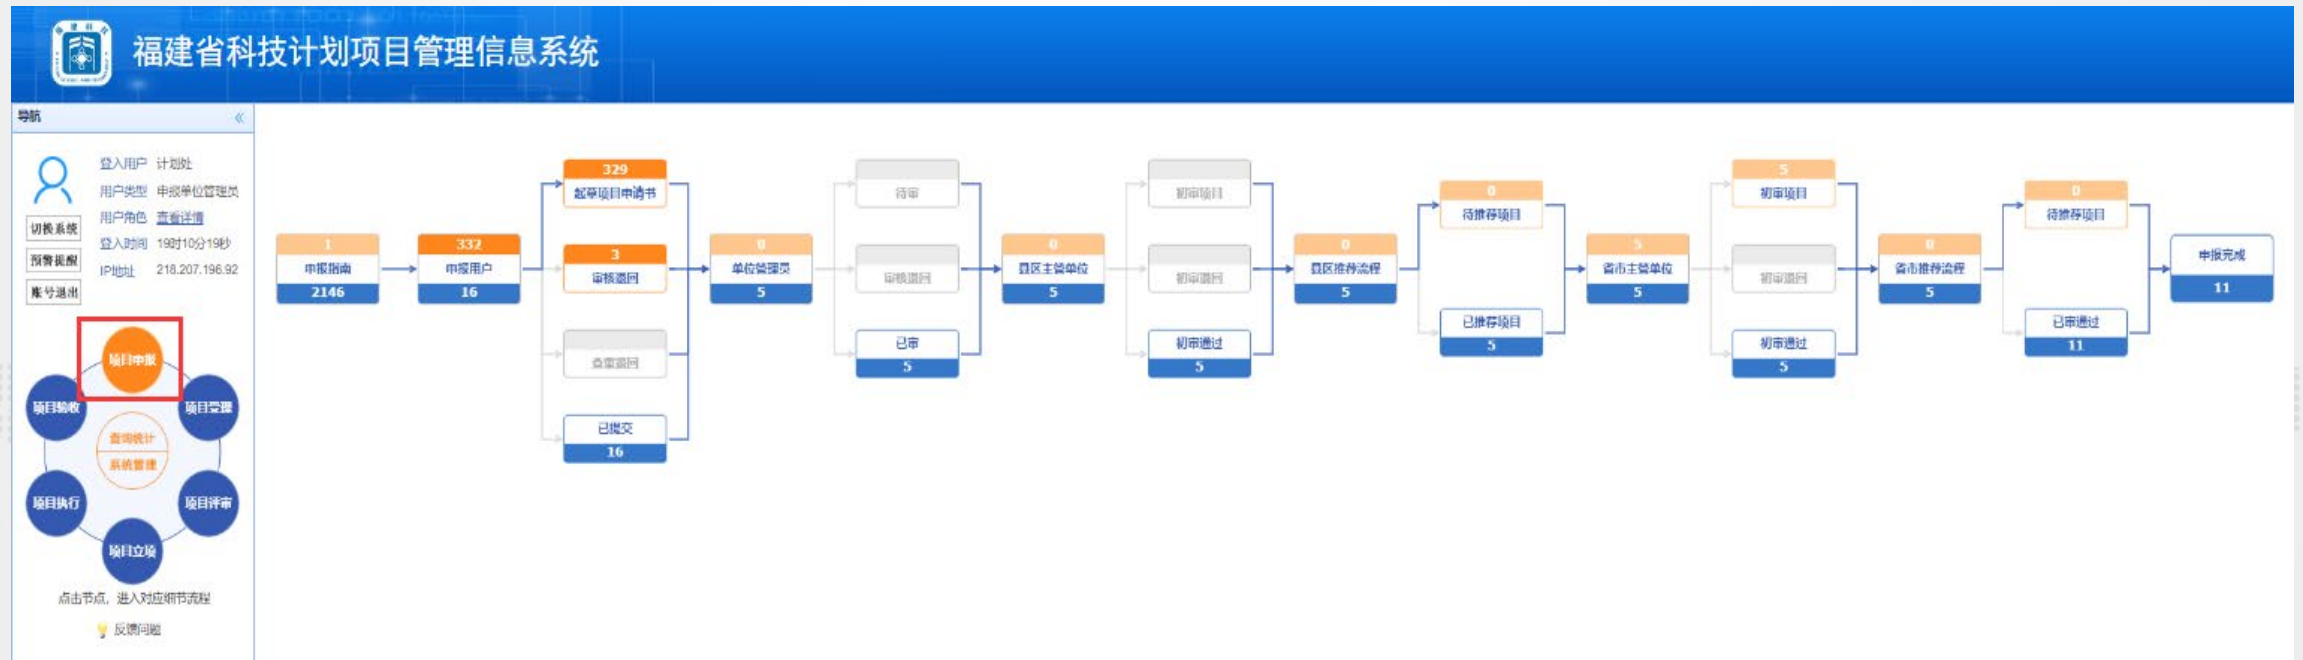 福建省科技计划项目管理信息系统
导航
登入用户 计划处
用户类型 申报单位管理员
用户角色 查看详情
登入时间 19时10分19秒
IP地址 218.207.196.92
切换系统
预警提醒
账号退出
项目申报
项目验收
项目受理
查询统计
系统管理
项目执行
项目评审
项目立项
点击节点，进入对应细节流程
反馈问题
1
申报指南
2146
332
申报用户
16
329
起草项目申请书
3
审核退回
查重退回
已提交
16
0
单位管理员
5
待审
审核退回
已审
5
0
县区主管单位
5
初审项目
初审退回
初审通过
5
0
县区推荐流程
5
0
待推荐项目
已推荐项目
5
5
省市主管单位
5
5
初审项目
初审退回
初审通过
5
0
省市推荐流程
5
0
待推荐项目
已审通过
11
申报完成
11